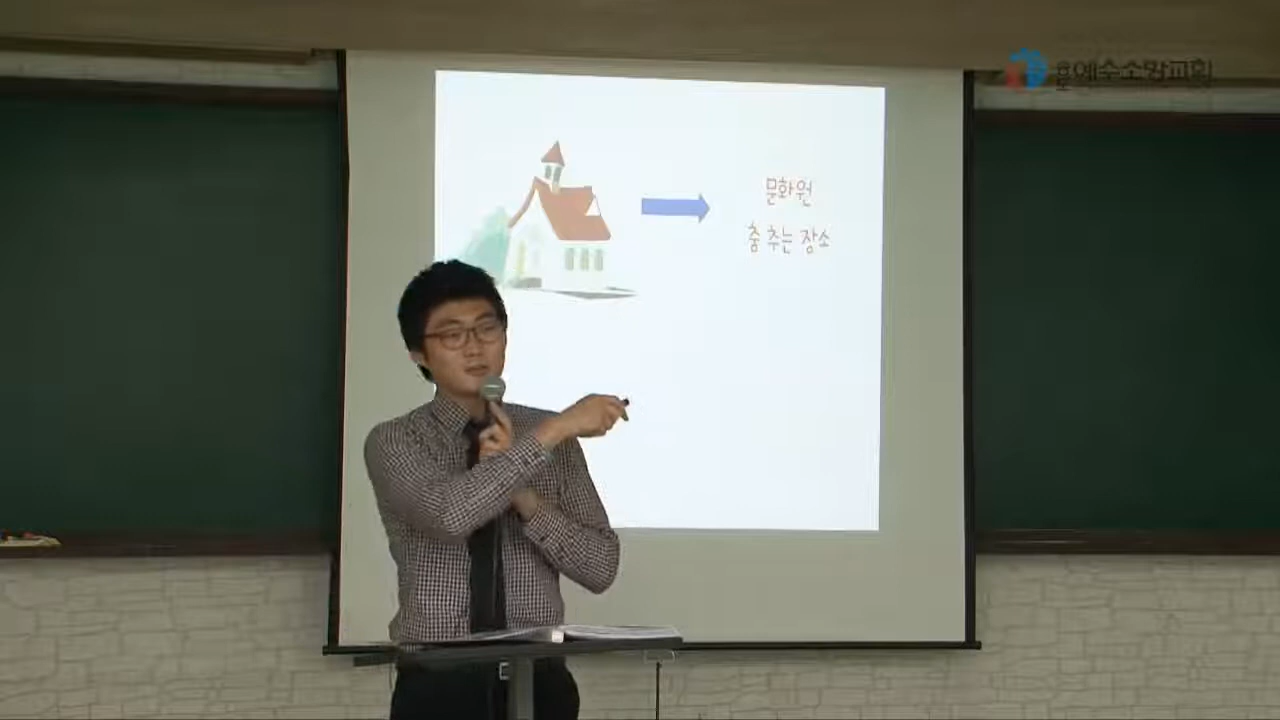 예수소망교회
문화원
춤 추는 장소